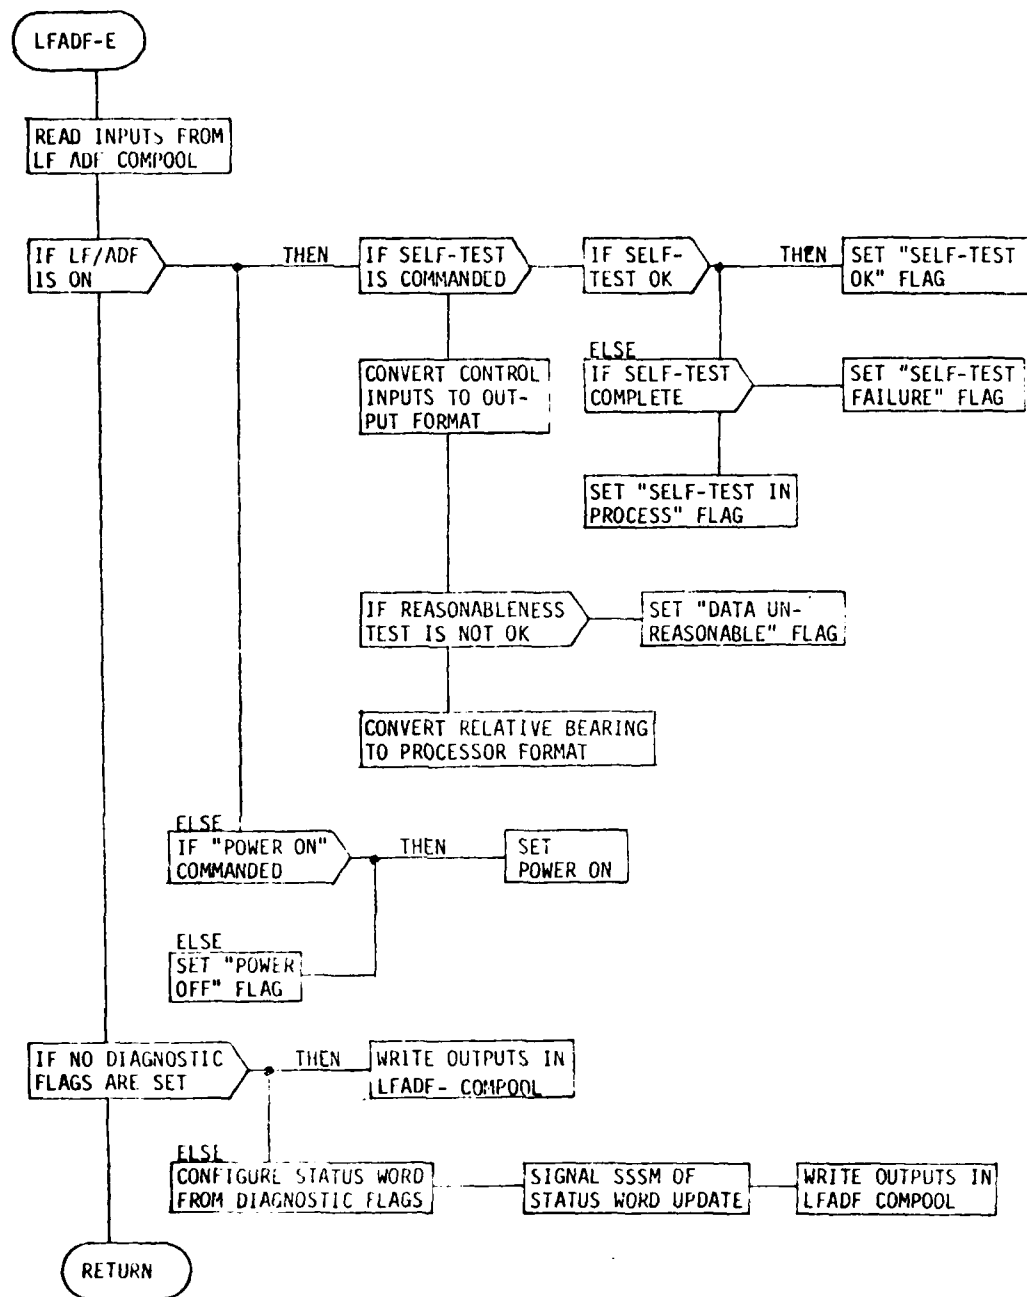 LFADF-E
READ INPUTS FROM
LF ADF COMPOOL
IF LF/ADF
IS ON
THEN
IF SELF-TEST
IS COMMANDED
IF SELF-
TEST OK
THEN
SET "SELF-TEST
OK" FLAG
CONVERT CONTROL
INPUTS TO OUT-
PUT FORMAT
ELSE
IF SELF-TEST
COMPLETE
SET "SELF-TEST
FAILURE" FLAG
SET "SELF-TEST IN
PROCESS" FLAG
IF REASONABLENESS
TEST IS NOT OK
SET "DATA UN-
REASONABLE" FLAG
CONVERT RELATIVE BEARING
TO PROCESSOR FORMAT
ELSE
IF "POWER ON"
COMMANDED
THEN
SET
POWER ON
ELSE
SET "POWER
OFF" FLAG
IF NO DIAGNOSTIC
FLAGS ARE SET
THEN
WRITE OUTPUTS IN
LFADF- COMPOOL
ELSE
CONFIGURE STATUS WORD
FROM DIAGNOSTIC FLAGS
SIGNAL SSSM OF
STATUS WORD UPDATE
WRITE OUTPUTS IN
LFADF COMPOOL
RETURN